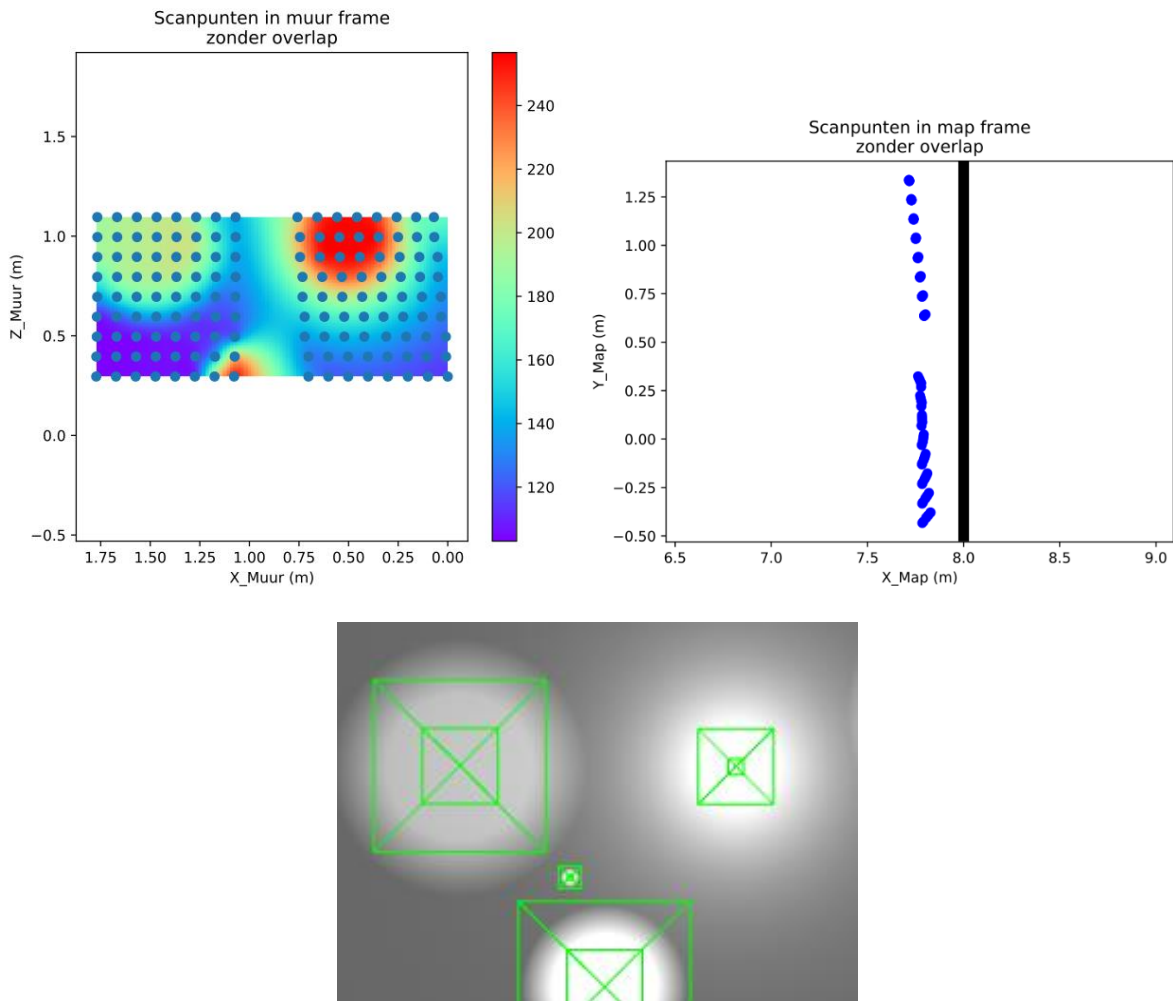 Scanpunten in muur frame
zonder overlap
Z_Muur (m)
1.5
1.0
0.5
0.0
−0.5
1.75 1.50 1.25 1.00 0.75 0.50 0.25 0.00
X_Muur (m)
240
220
200
180
160
140
120
Scanpunten in map frame
zonder overlap
Y_Map (m)
1.25
1.00
0.75
0.50
0.25
0.00
−0.25
−0.50
6.5 7.0 7.5 8.0 8.5 9.0
X_Map (m)